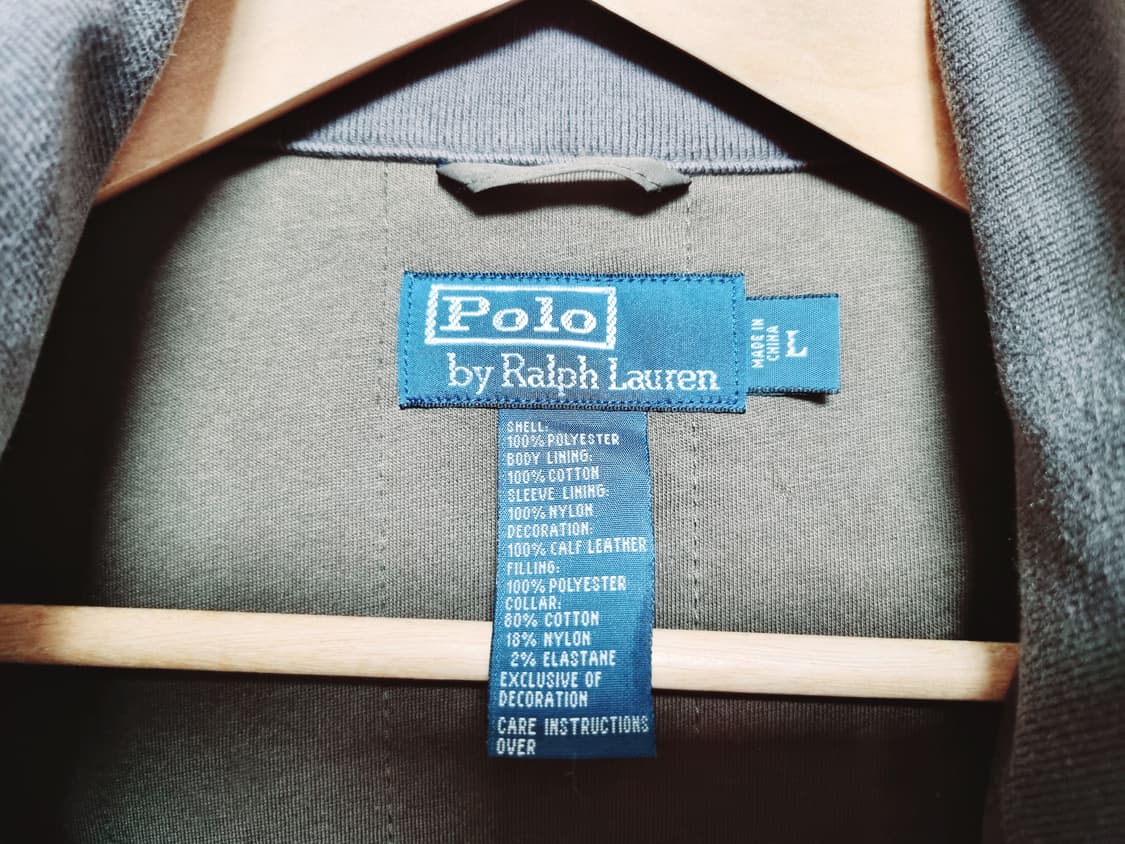 Polo
by Ralph Lauren
MADE IN
CHINA
L
SHELL:
100% POLYESTER
BODY LINING:
100% COTTON
SLEEVE LINING:
100% NYLON
DECORATION:
100% CALF LEATHER
FILLING:
100% POLYESTER
COLLAR:
80% COTTON
18% NYLON
2% ELASTANE
EXCLUSIVE OF
DECORATION
CARE INSTRUCTIONS
OVER